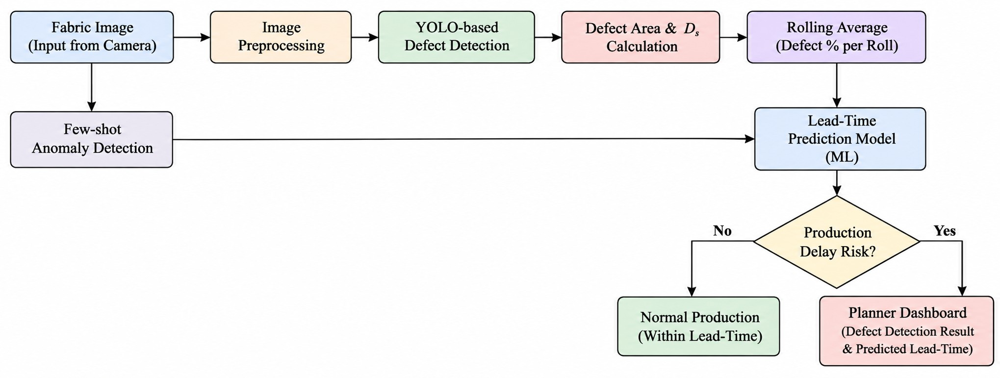 Fabric Image
(Input from Camera)
Image
Preprocessing
YOLO-based
Defect Detection
Defect Area & Dₛ
Calculation
Rolling Average
(Defect % per Roll)
Few-shot
Anomaly Detection
Lead-Time
Prediction Model
(ML)
Production
Delay Risk?
No
Yes
Normal Production
(Within Lead-Time)
Planner Dashboard
(Defect Detection Result
& Predicted Lead-Time)